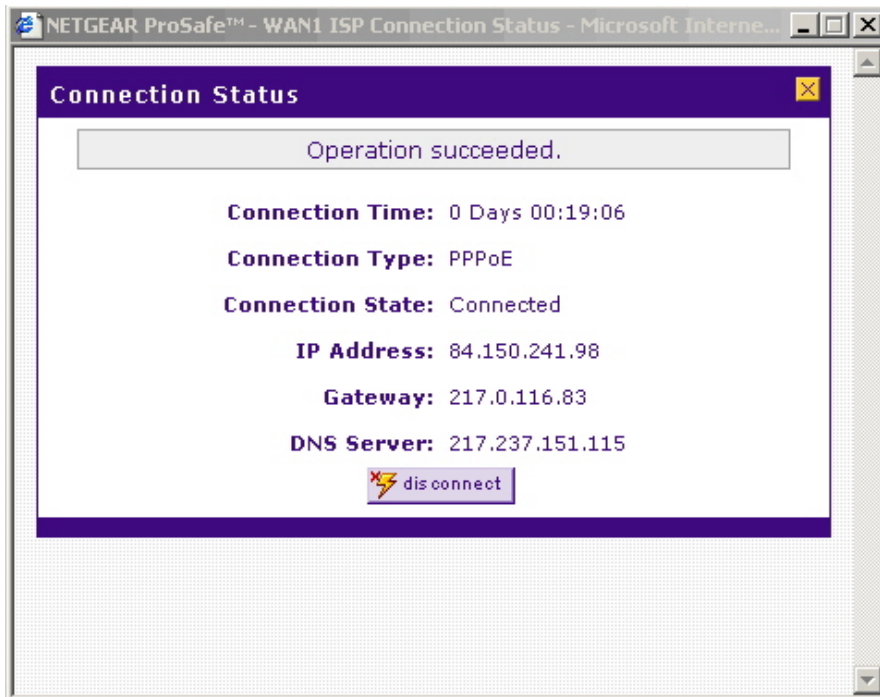 NETGEAR ProSafe™ - WAN1 ISP Connection Status - Microsoft Interne...
Connection Status
Operation succeeded.
Connection Time: 0 Days 00:19:06
Connection Type: PPPoE
Connection State: Connected
IP Address: 84.150.241.98
Gateway: 217.0.116.83
DNS Server: 217.237.151.115
disconnect